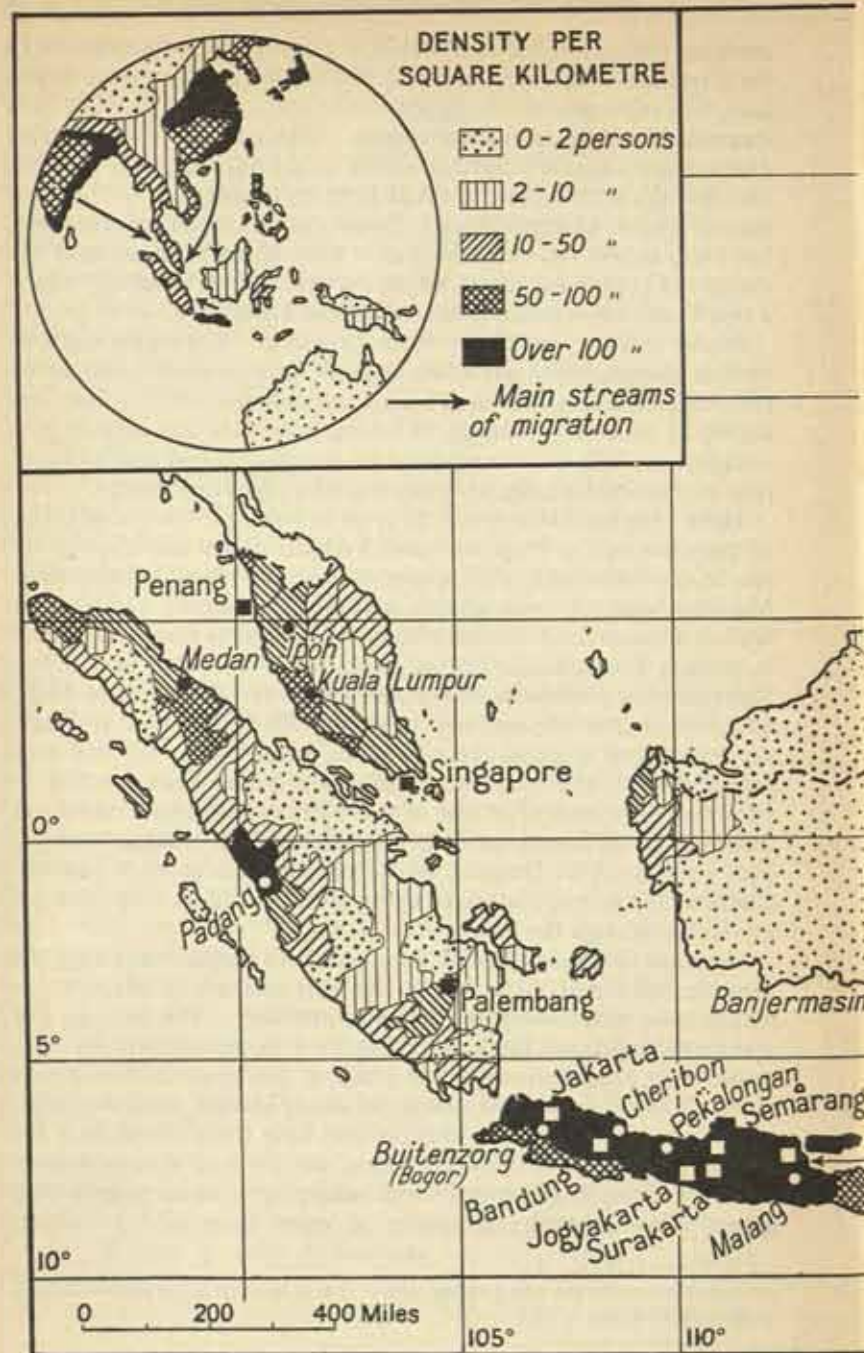 DENSITY PER
SQUARE KILOMETRE
0-2 persons
2-10 "
10-50 "
50-100 "
Over 100 "
Main streams
of migration
Penang
Ipoh
Medan
Kuala Lumpur
Singapore
0°
Padang
Palembang
Banjermasin
5°
Jakarta
Cheribon
Pekalongan
Semarang
Buitenzorg
(Bogor)
Bandung
Jogyakarta
Surakarta
Malang
10°
0 200 400 Miles
105° 110°